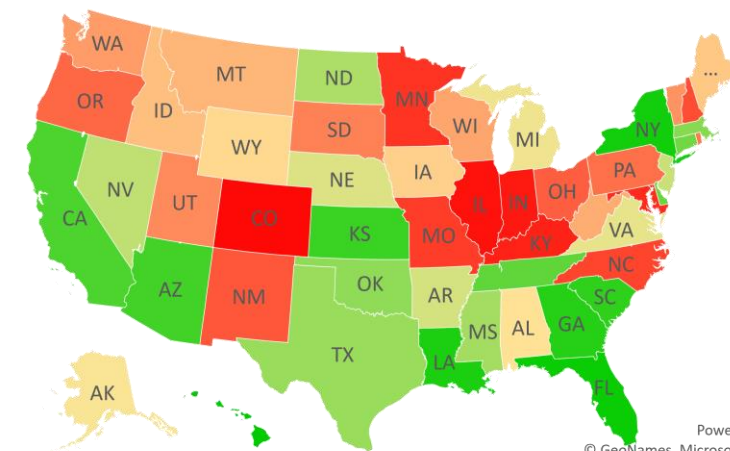 WA
MT
ND
MN
...
OR
ID
SD
WI
MI
NY
WY
IA
PA
NE
NV
UT
CO
IL
IN
OH
CA
KS
MO
KY
VA
NC
AZ
NM
OK
AR
SC
MS
AL
GA
TX
LA
FL
AK
Powe
© GeoNames, Microsof